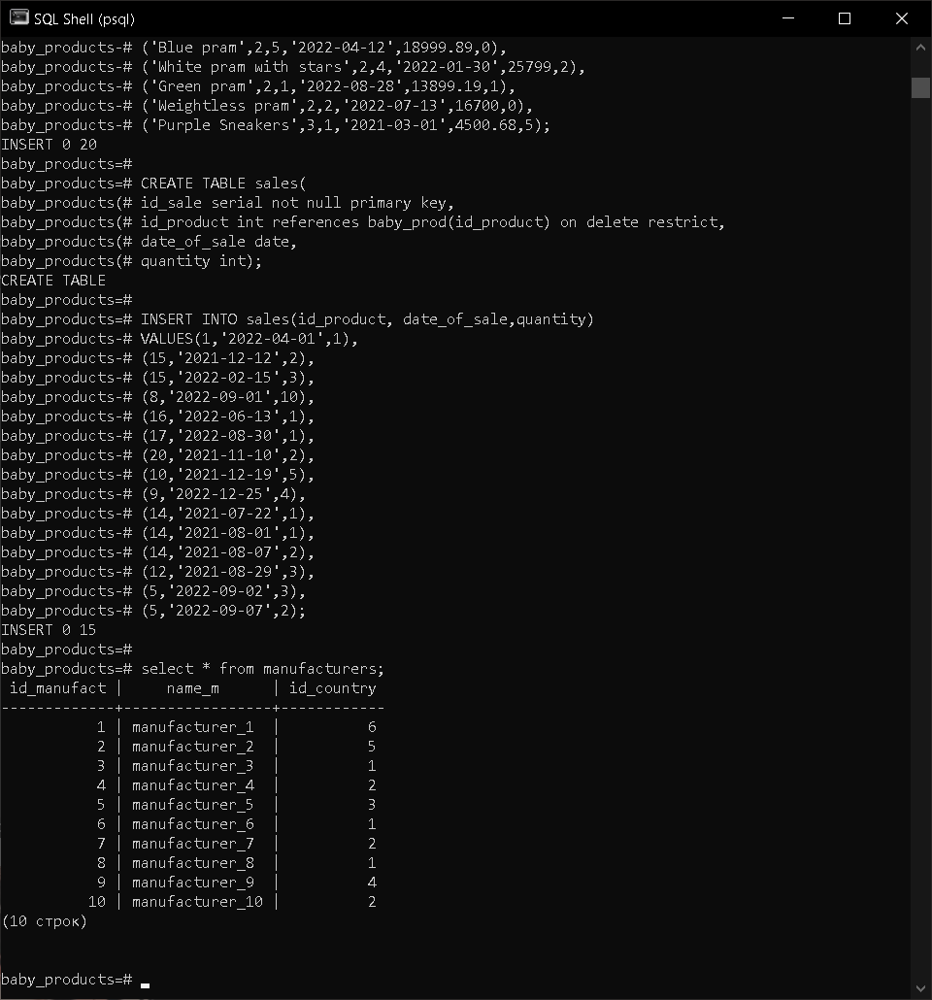 SQL Shell (psql)
baby_products-# ('Blue pram',2,5,'2022-04-12',18999.89,0),
baby_products-# ('White pram with stars',2,4,'2022-01-30',25799,2),
baby_products-# ('Green pram',2,1,'2022-08-28',13899.19,1),
baby_products-# ('Weightless pram',2,2,'2022-07-13',16700,0),
baby_products-# ('Purple Sneakers',3,1,'2021-03-01',4500.68,5);
INSERT 0 20
baby_products=#
baby_products=# CREATE TABLE sales(
baby_products(# id_sale serial not null primary key,
baby_products(# id_product int references baby_prod(id_product) on delete restrict,
baby_products(# date_of_sale date,
baby_products(# quantity int);
CREATE TABLE
baby_products=#
baby_products=# INSERT INTO sales(id_product, date_of_sale,quantity)
baby_products-# VALUES(1,'2022-04-01',1),
baby_products-# (15,'2021-12-12',2),
baby_products-# (15,'2022-02-15',3),
baby_products-# (8,'2022-09-01',10),
baby_products-# (16,'2022-06-13',1),
baby_products-# (17,'2022-08-30',1),
baby_products-# (20,'2021-11-10',2),
baby_products-# (10,'2021-12-19',5),
baby_products-# (9,'2022-12-25',4),
baby_products-# (14,'2021-07-22',1),
baby_products-# (14,'2021-08-01',1),
baby_products-# (14,'2021-08-07',2),
baby_products-# (12,'2021-08-29',3),
baby_products-# (5,'2022-09-02',3),
baby_products-# (5,'2022-09-07',2);
INSERT 0 15
baby_products=#
baby_products=# select * from manufacturers;
 id_manufact |     name_m      | id_country
-------------+-----------------+------------
           1 | manufacturer_1  |          6
           2 | manufacturer_2  |          5
           3 | manufacturer_3  |          1
           4 | manufacturer_4  |          2
           5 | manufacturer_5  |          3
           6 | manufacturer_6  |          1
           7 | manufacturer_7  |          2
           8 | manufacturer_8  |          1
           9 | manufacturer_9  |          4
          10 | manufacturer_10 |          2
(10 строк)
baby_products=#